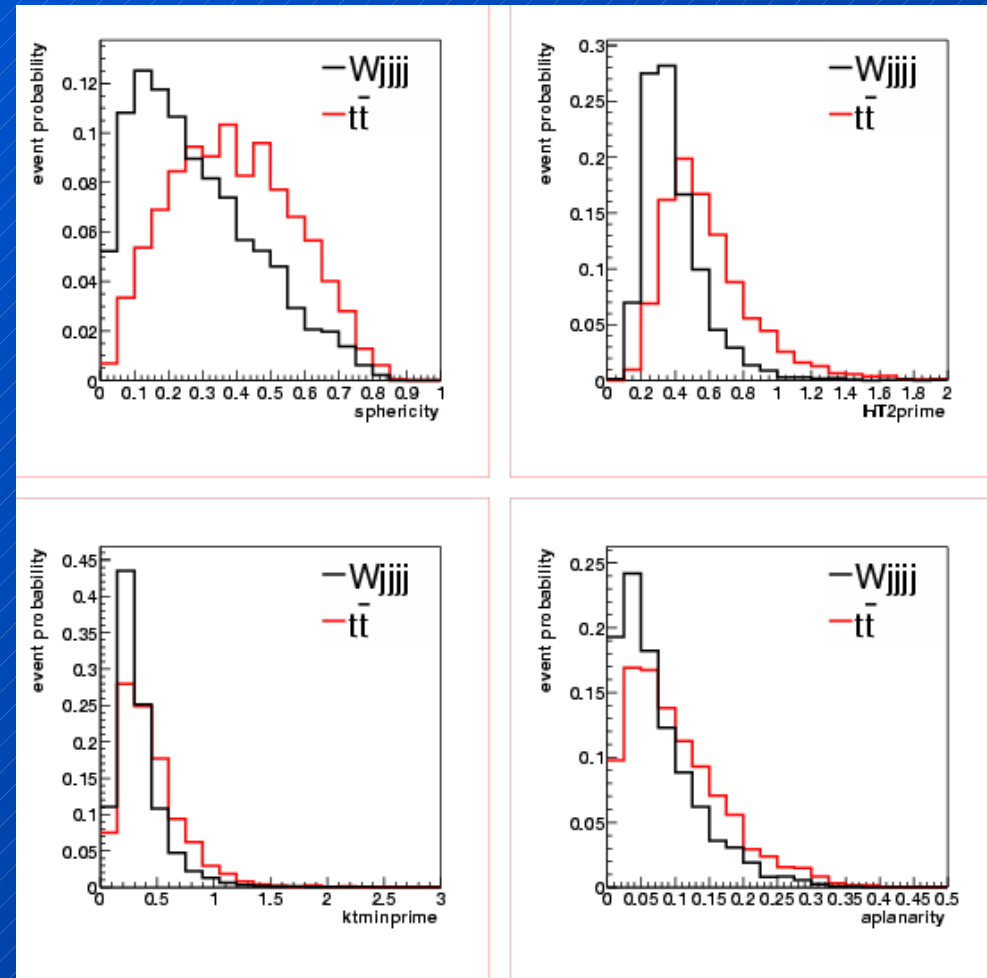 event probability
0.12
0.1
0.08
0.06
0.04
0.02
0
Wjjjj
tt̄
0 0.1 0.2 0.3 0.4 0.5 0.6 0.7 0.8 0.9 1
sphericity
event probability
0.3
0.25
0.2
0.15
0.1
0.05
0
Wjjjj
tt̄
0 0.2 0.4 0.6 0.8 1 1.2 1.4 1.6 1.8 2
HT2prime
event probability
0.45
0.4
0.35
0.3
0.25
0.2
0.15
0.1
0.05
0
Wjjjj
tt̄
0 0.5 1 1.5 2 2.5 3
ktminprime
event probability
0.25
0.2
0.15
0.1
0.05
0
Wjjjj
tt̄
0 0.05 0.1 0.15 0.2 0.25 0.3 0.35 0.4 0.45 0.5
aplanarity